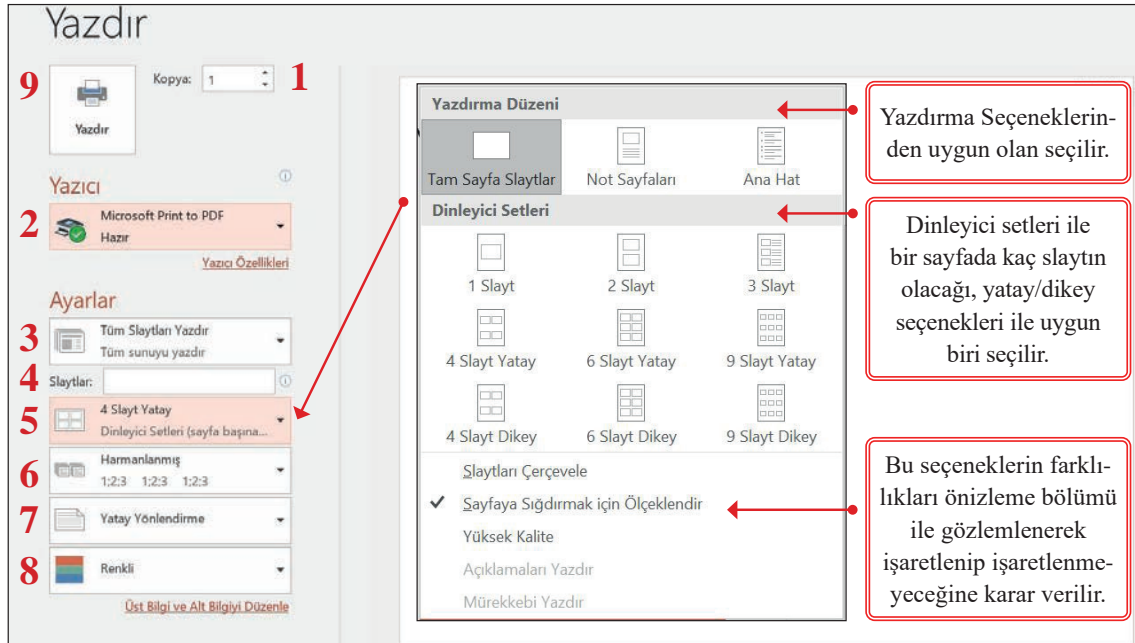 Yazdır
9
Kopya: 1
1
Yazdır
Yazıcı
2
Microsoft Print to PDF
Hazır
Yazıcı Özellikleri
Ayarlar
3
Tüm Slaytları Yazdır
Tüm sunuyu yazdır
4
Slaytlar:
5
4 Slayt Yatay
Dinleyici Setleri (sayfa başına...
6
Harmanlanmış
1;2;3 1;2;3 1;2;3
7
Yatay Yönlendirme
8
Renkli
Üst Bilgi ve Alt Bilgiyi Düzenle
Yazdırma Düzeni
Tam Sayfa Slaytlar Not Sayfaları Ana Hat
Dinleyici Setleri
1 Slayt 2 Slayt 3 Slayt
4 Slayt Yatay 6 Slayt Yatay 9 Slayt Yatay
4 Slayt Dikey 6 Slayt Dikey 9 Slayt Dikey
Slaytları Çerçevele
Sayfaya Sığdırmak için Ölçeklendir
Yüksek Kalite
Açıklamaları Yazdır
Mürekkebi Yazdır
Yazdırma Seçeneklerin-
den uygun olan seçilir.
Dinleyici setleri ile
bir sayfada kaç slaytın
olacağı, yatay/dikey
seçenekleri ile uygun
biri seçilir.
Bu seçeneklerin farklı-
lıkları önizleme bölümü
ile gözlemlenerek
işaretlenip işaretlenme-
yeceğine karar verilir.